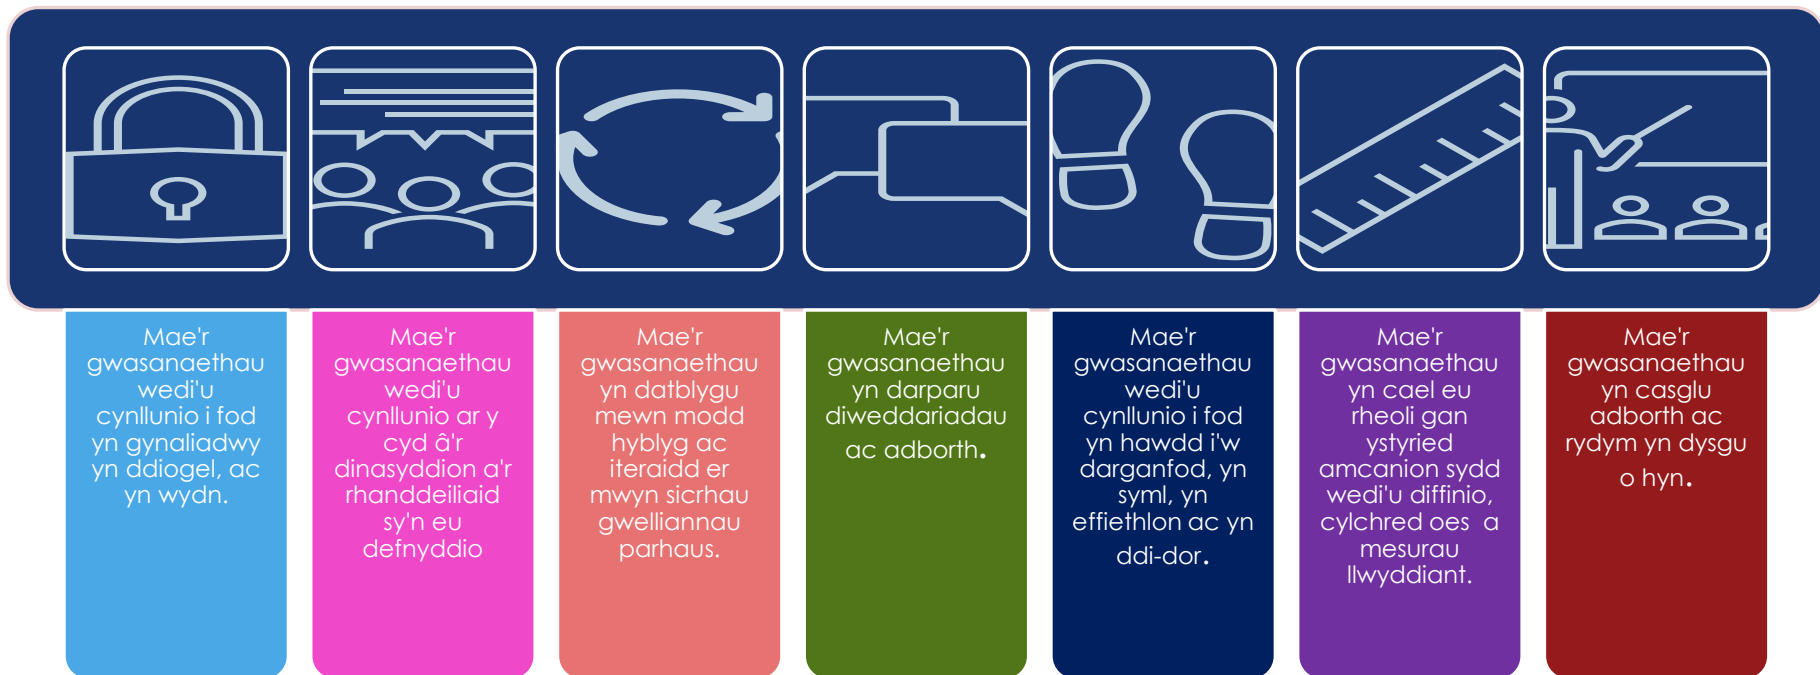 Mae'r
gwasanaethau
wedi'u
cynllunio i fod
yn gynaliadwy
yn ddiogel, ac
yn wydn.
Mae'r
gwasanaethau
wedi'u
cynllunio ar y
cyd â'r
dinasyddion a'r
rhanddeiliaid
sy'n eu
defnyddio
Mae'r
gwasanaethau
yn datblygu
mewn modd
hyblyg ac
iteraidd er
mwyn sicrhau
gwelliannau
parhaus.
Mae'r
gwasanaethau
yn darparu
diweddariadau
ac adborth.
Mae'r
gwasanaethau
wedi'u
cynllunio i fod
yn hawdd i'w
darganfod, yn
syml, yn
effiethlon ac yn
ddi-dor.
Mae'r
gwasanaethau
yn cael eu
rheoli gan
ystyried
amcanion sydd
wedi'u diffinio,
cylchred oes a
mesurau
llwyddiant.
Mae'r
gwasanaethau
yn casglu
adborth ac
rydym yn dysgu
o hyn.